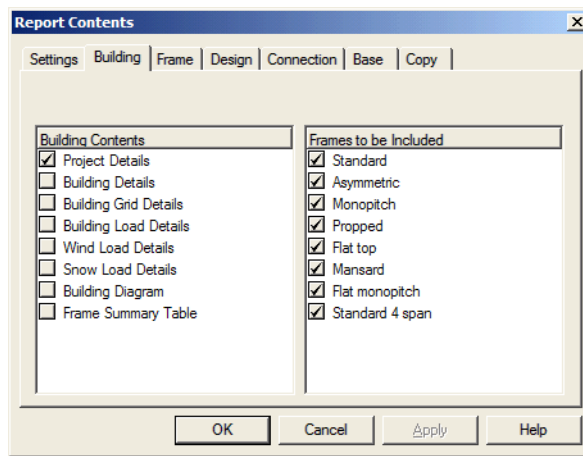 Report Contents
Settings Building Frame Design Connection Base Copy
Building Contents
Project Details
Building Details
Building Grid Details
Building Load Details
Wind Load Details
Snow Load Details
Building Diagram
Frame Summary Table
Frames to be Included
Standard
Asymmetric
Monopitch
Propped
Flat top
Mansard
Flat monopitch
Standard 4 span
OK Cancel Apply Help